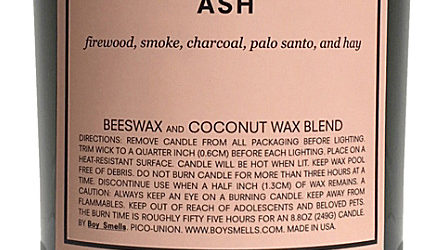 ASH
firewood, smoke, charcoal, palo santo, and hay
BEESWAX AND COCONUT WAX BLEND
DIRECTIONS: REMOVE CANDLE FROM ALL PACKAGING BEFORE LIGHTING.
TRIM WICK TO A QUARTER INCH (0.6CM) BEFORE EACH LIGHTING. PLACE ON A
HEAT-RESISTANT SURFACE. CANDLE WILL BE HOT WHEN LIT. KEEP WAX POOL
FREE OF DEBRIS. DO NOT BURN CANDLE FOR MORE THAN THREE HOURS AT A
TIME. DISCONTINUE USE WHEN A HALF INCH (1.3CM) OF WAX REMAINS. A
CAUTION: ALWAYS KEEP AN EYE ON A BURNING CANDLE. KEEP AWAY FROM
FLAMMABLES. KEEP OUT OF REACH OF ADOLESCENTS AND BELOVED PETS.
THE BURN TIME IS ROUGHLY FIFTY FIVE HOURS FOR AN 8.8OZ (249G) CANDLE.
BY Boy Smells. PICO-UNION. WWW.BOYSMELLS.COM. MADE IN USA.